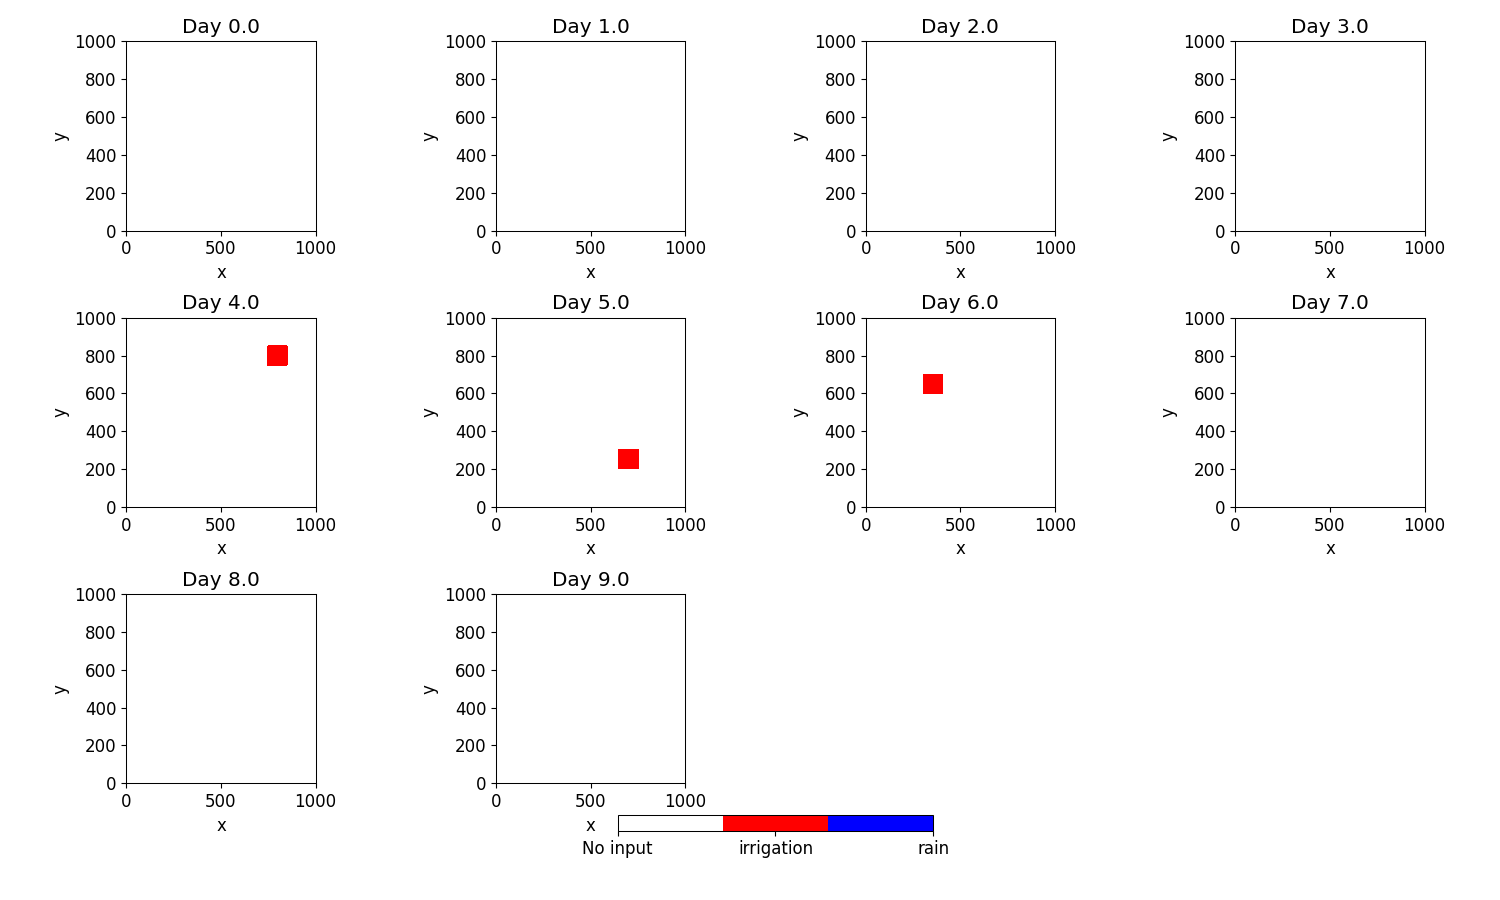 Day 0.0 Day 1.0 Day 2.0 Day 3.0
1000 1000 1000 1000
800 800 800 800
600 600 600 600
y y y y
400 400 400 400
200 200 200 200
0 0 0 0
0 500 1000 0 500 1000 0 500 1000 0 500 1000
x x x x
Day 4.0 Day 5.0 Day 6.0 Day 7.0
1000 1000 1000 1000
800 800 800 800
600 600 600 600
y y y y
400 400 400 400
200 200 200 200
0 0 0 0
0 500 1000 0 500 1000 0 500 1000 0 500 1000
x x x x
Day 8.0 Day 9.0
1000 1000
800 800
600 600
y y
400 400
200 200
0 0
0 500 1000 0 500 1000
x x
No input irrigation rain